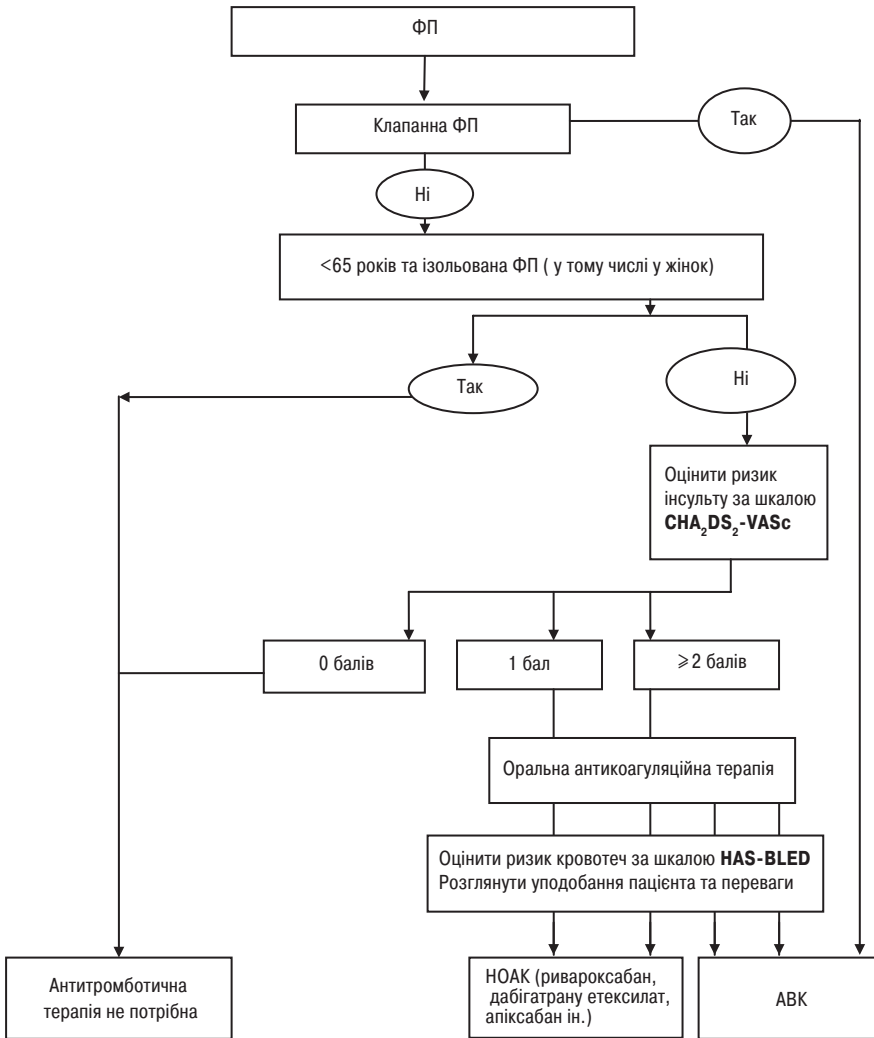 ФП
Клапанна ФП
Так
Ні
<65 років та ізольована ФП ( у тому числі у жінок)
Так
Ні
Оцінити ризик
інсульту за шкалою
CHA₂DS₂-VASc
0 балів
1 бал
⩾2 балів
Оральна антикоагуляційна терапія
Оцінити ризик кровотеч за шкалою HAS-BLED
Розглянути уподобання пацієнта та переваги
Антитромботична
терапія не потрібна
НОАК (ривароксабан,
дабігатрану етексилат,
апіксабан ін.)
АВК